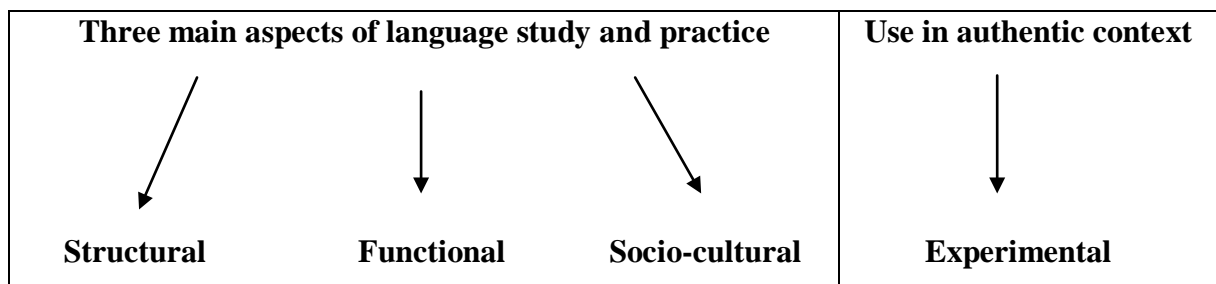 Three main aspects of language study and practice
Use in authentic context
Structural
Functional
Socio-cultural
Experimental